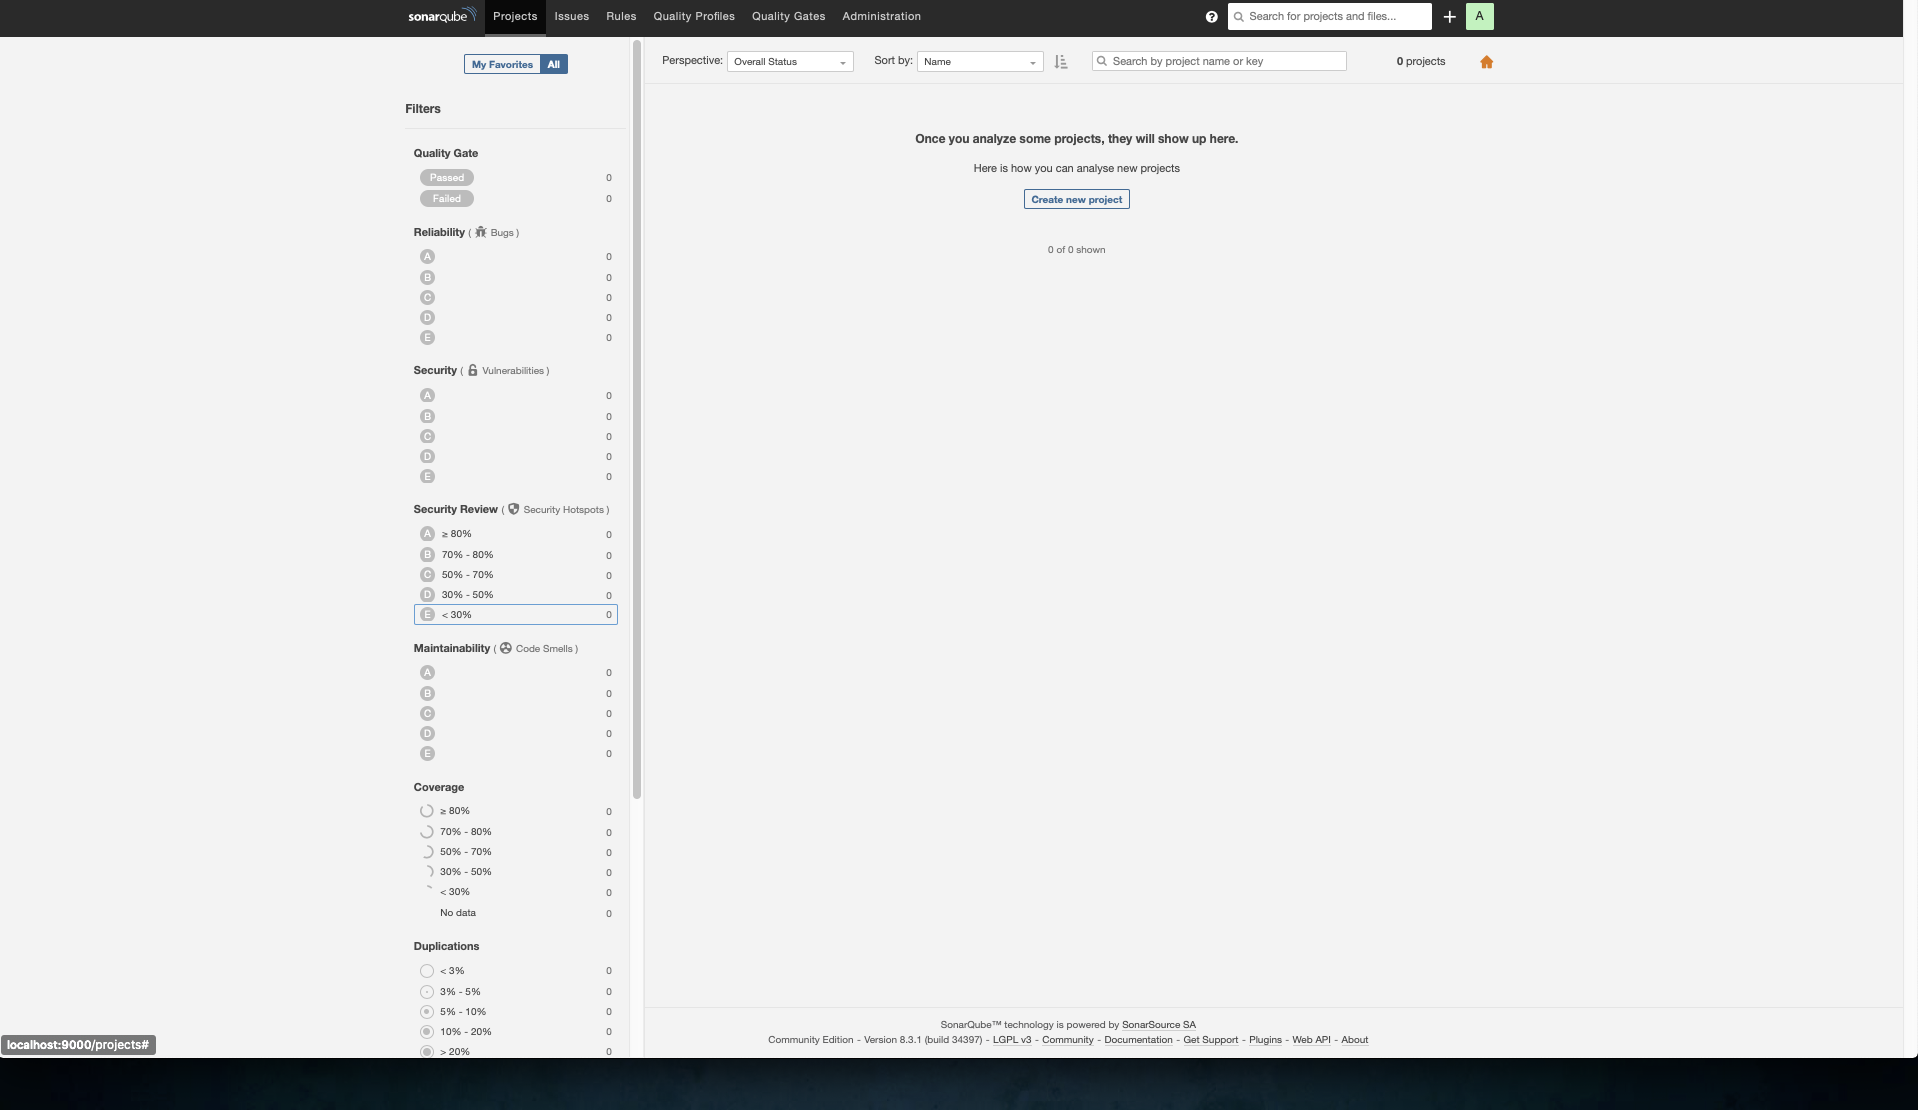 sonarqube Projects Issues Rules Quality Profiles Quality Gates Administration ? Search for projects and files... + A
My Favorites All
Perspective: Overall Status Sort by: Name Search by project name or key 0 projects
Filters
Quality Gate
Passed 0
Failed 0
Reliability ( Bugs )
A 0
B 0
C 0
D 0
E 0
Security ( Vulnerabilities )
A 0
B 0
C 0
D 0
E 0
Security Review ( Security Hotspots )
A ≥ 80% 0
B 70% - 80% 0
C 50% - 70% 0
D 30% - 50% 0
E < 30% 0
Maintainability ( Code Smells )
A 0
B 0
C 0
D 0
E 0
Coverage
≥ 80% 0
70% - 80% 0
50% - 70% 0
30% - 50% 0
< 30% 0
No data 0
Duplications
< 3% 0
3% - 5% 0
5% - 10% 0
10% - 20% 0
> 20% 0
Once you analyze some projects, they will show up here.
Here is how you can analyse new projects
Create new project
0 of 0 shown
SonarQube™ technology is powered by SonarSource SA
Community Edition - Version 8.3.1 (build 34397) - LGPL v3 - Community - Documentation - Get Support - Plugins - Web API - About
localhost:9000/projects#